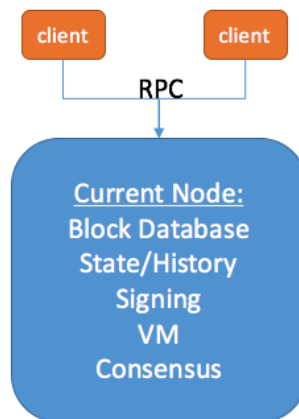 client
client
RPC
Current Node:
Block Database
State/History
Signing
VM
Consensus